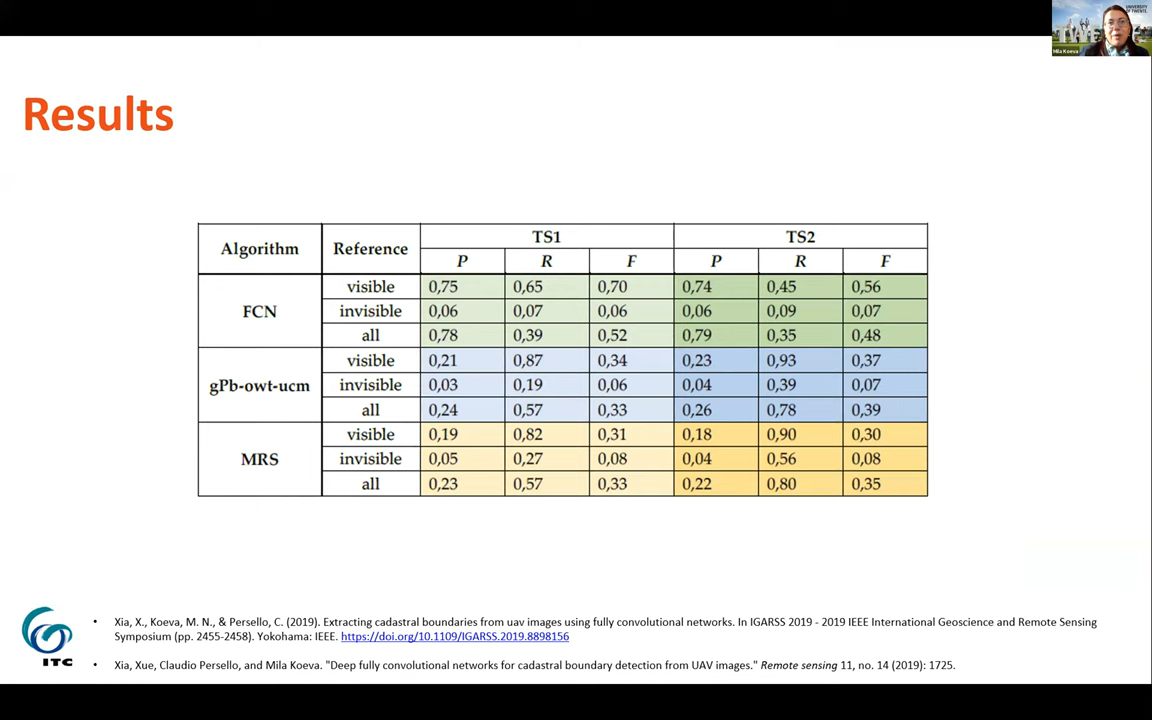 UNIVERSITY
OF TWENTE.
Mila Koeva
Results
Algorithm Reference TS1 TS2
P R F P R F
FCN visible 0,75 0,65 0,70 0,74 0,45 0,56
invisible 0,06 0,07 0,06 0,06 0,09 0,07
all 0,78 0,39 0,52 0,79 0,35 0,48
gPb-owt-ucm visible 0,21 0,87 0,34 0,23 0,93 0,37
invisible 0,03 0,19 0,06 0,04 0,39 0,07
all 0,24 0,57 0,33 0,26 0,78 0,39
MRS visible 0,19 0,82 0,31 0,18 0,90 0,30
invisible 0,05 0,27 0,08 0,04 0,56 0,08
all 0,23 0,57 0,33 0,22 0,80 0,35
• Xia, X., Koeva, M. N., & Persello, C. (2019). Extracting cadastral boundaries from uav images using fully convolutional networks. In IGARSS 2019 - 2019 IEEE International Geoscience and Remote Sensing
Symposium (pp. 2455-2458). Yokohama: IEEE. https://doi.org/10.1109/IGARSS.2019.8898156
• Xia, Xue, Claudio Persello, and Mila Koeva. "Deep fully convolutional networks for cadastral boundary detection from UAV images." Remote sensing 11, no. 14 (2019): 1725.
ITC